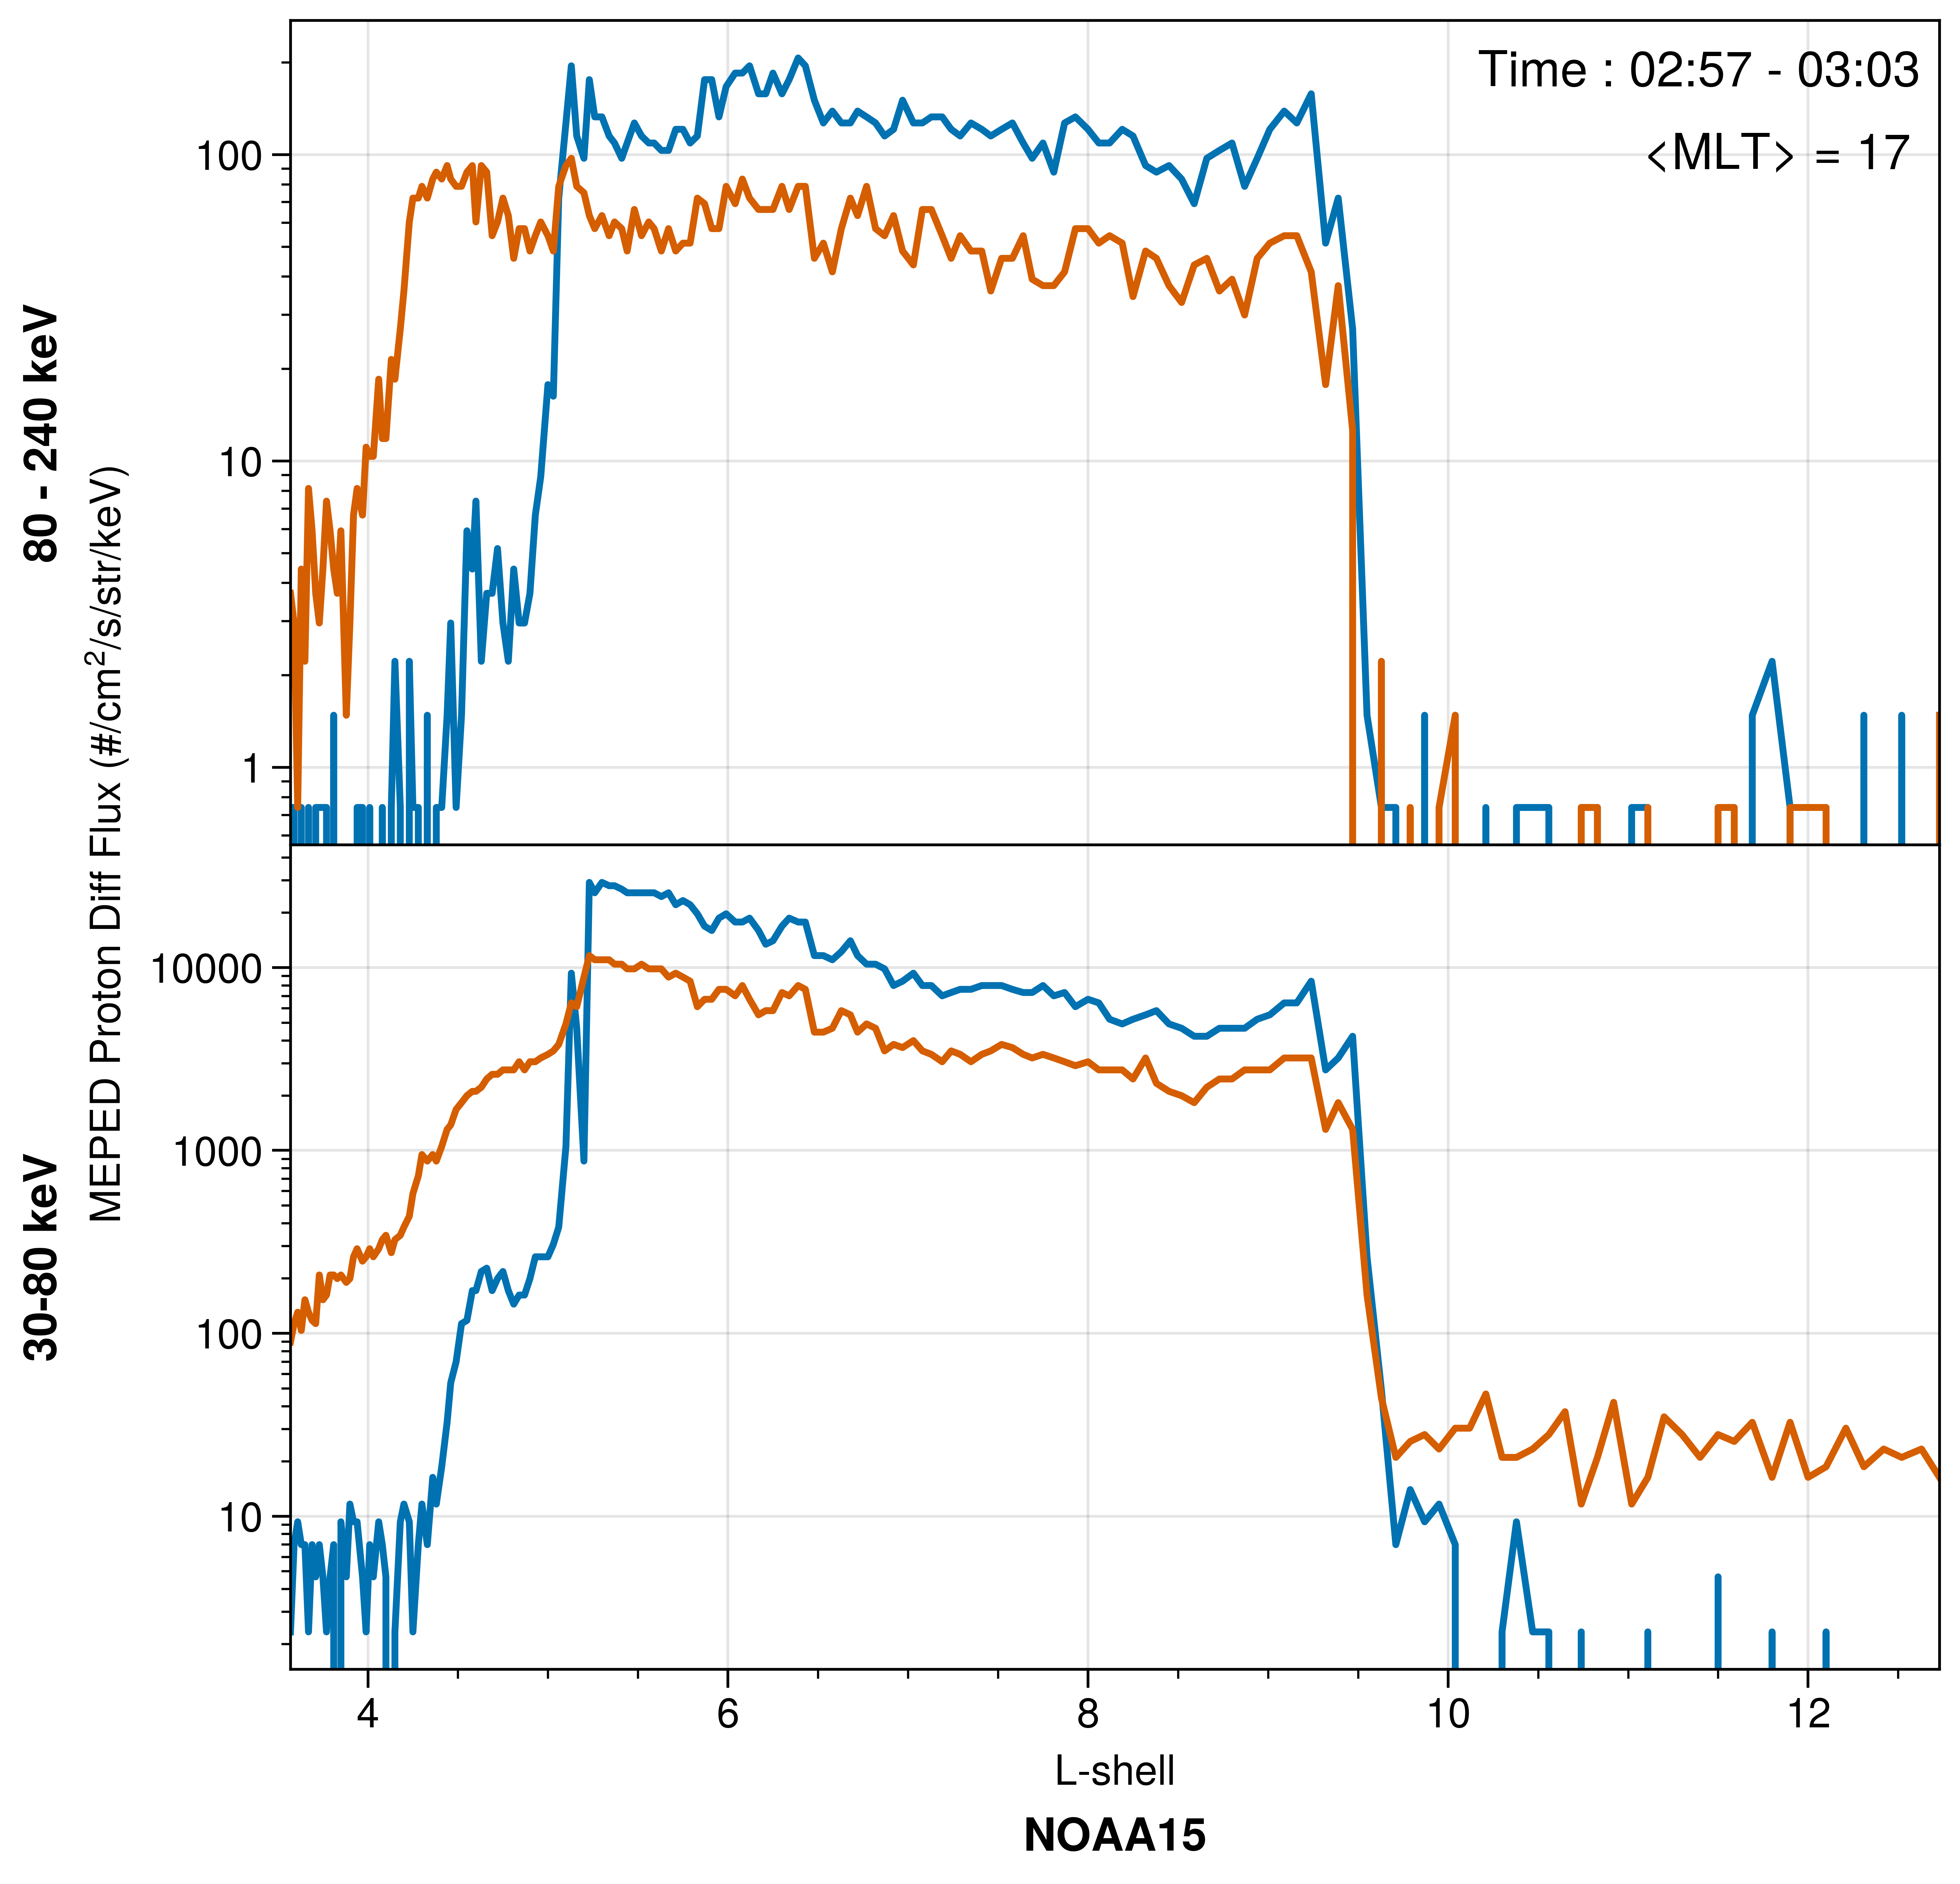 Time : 02:57 - 03:03
<MLT> = 17
80 - 240 keV
100
10
1
MEPED Proton Diff Flux (#/cm²/s/str/keV)
30-80 keV
10000
1000
100
10
4 6 8 10 12
L-shell
NOAA15